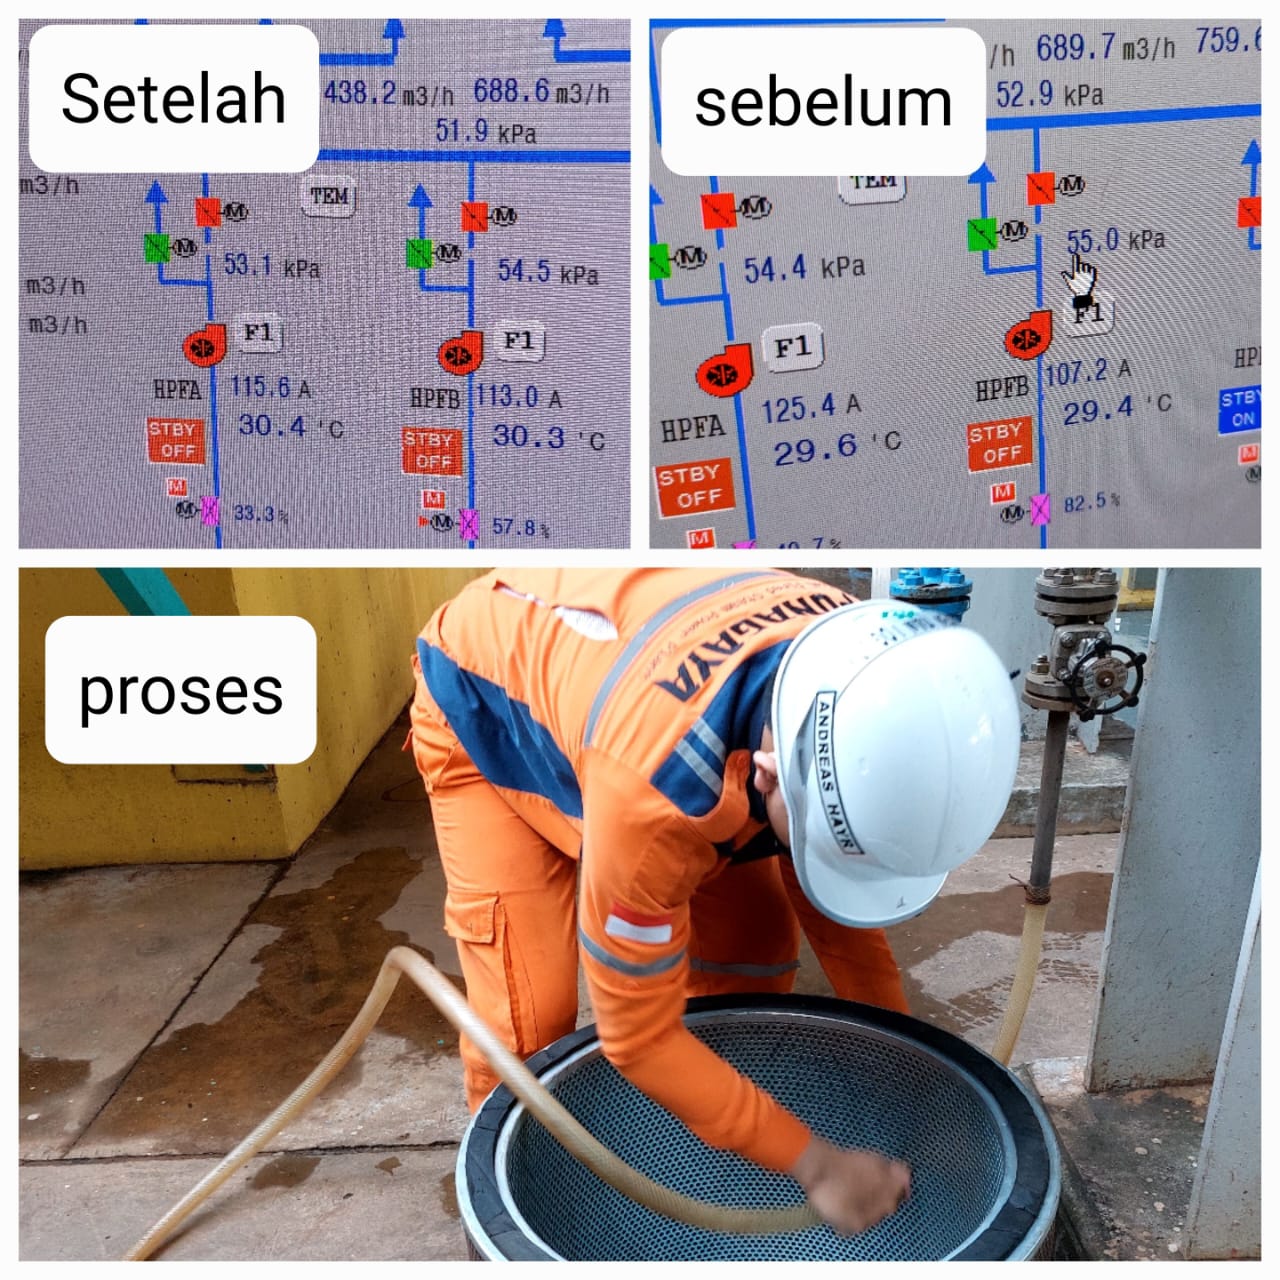 Setelah
438.2 m3/h 688.6 m3/h
51.9 kPa
m3/h
TEM
M
M
M
M
53.1 kPa
54.5 kPa
m3/h
m3/h
F1
F1
HPFA 115.6 A
HPFB 113.0 A
30.4 'C
30.3 'C
STBY
OFF
STBY
OFF
M
M
M 33.3 %
M 57.8 %
sebelum
/h 689.7 m3/h 759.6
52.9 kPa
TEM
M
M
M
M
54.4 kPa
55.0 kPa
F1
F1
HPFA 125.4 A
HPFB 107.2 A
29.6 'C
29.4 'C
STBY
OFF
STBY
OFF
STBY
ON
M
M
M 82.5 %
M
M
proses
PUNAGAYA
ANDREAS HAYR